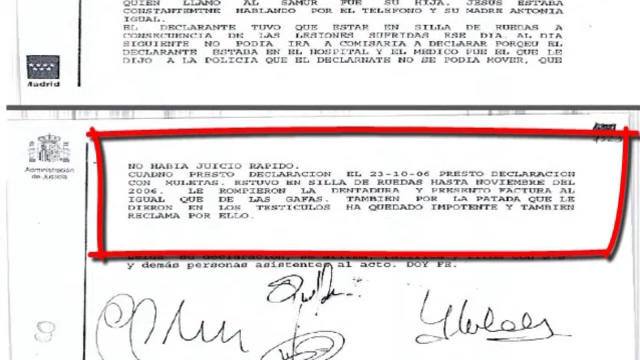 QUIEN LLAMO AL SAMUR FUE SU HIJA. JESUS ESTABA
CONSTANTEMTNE HABLANDO POR EL TELEFONO Y SU MADRE ANTONIA
IGUAL.
EL DECLARANTE TUVO QUE ESTAR EN SILLA DE RUEDAS A
CONSECUENCIA DE LAS LESIONES SUFRIDAS ESE DIA. AL DIA
SIGUIENTE NO PODIA IRA A COMISARIA A DECLARAR PORQEU EL
DECLARANTE ESTABA EN EL HOSPITAL Y EL MEDICO FUE EL QUE LE
DIJO A LA POLICIA QUE EL DECLARNATE NO SE PODIA MOVER, QUE
Madrid
Administración
de Justicia
NO HABIA JUICIO RAPIDO.
CUADNO PRESTO DECLARACION EL 23-10-06 PRESTO DECLARACION
CON MULETAS. ESTUVO EN SILLA DE RUEDAS HASTA NOVIEMBRE DEL
2006. LE ROMPIERON LA DENTADURA Y PRESENTO FACTURA AL
IGUAL QUE DE LAS GAFAS. TAMBIEN POR LA PATADA QUE LE
DIERON EN LOS TESTICULOS HA QUEDADO IMPOTENTE Y TAMBIEN
RECLAMA POR ELLO.
y demás personas asistentes al acto. DOY FE.